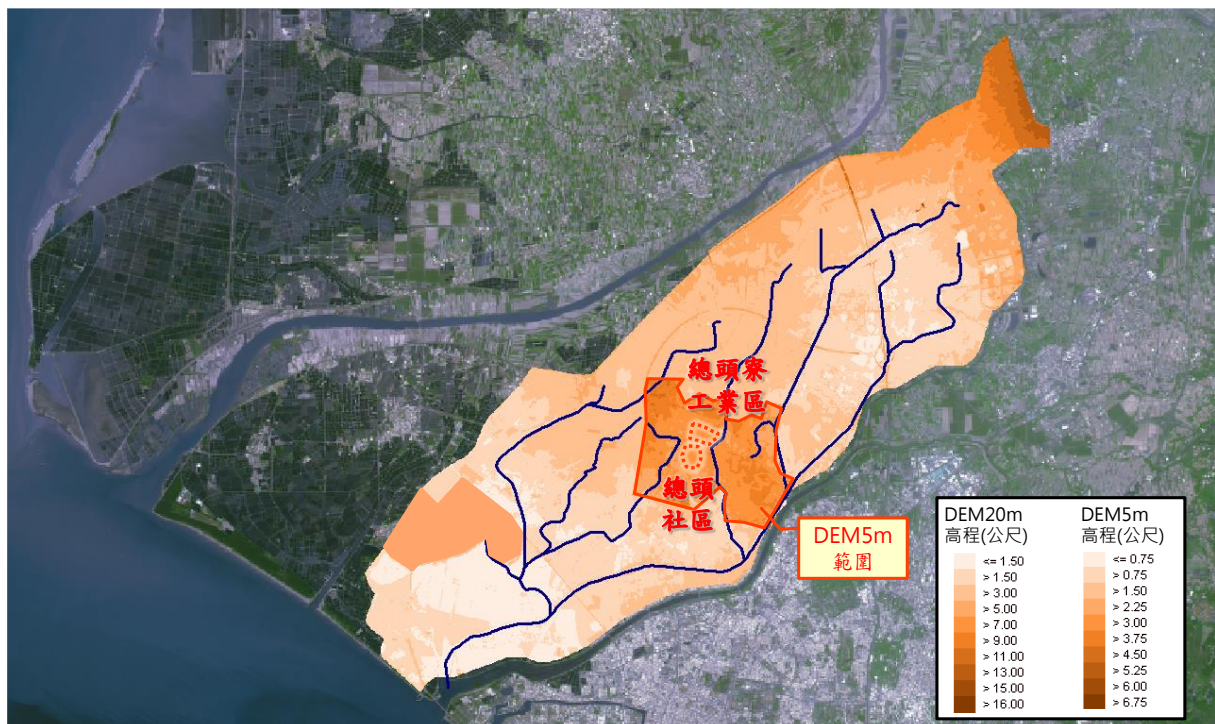 總頭寮
工業區
總頭
社區
DEM5m
範圍
DEM20m
高程(公尺)
<= 1.50
> 1.50
> 3.00
> 5.00
> 7.00
> 9.00
> 11.00
> 13.00
> 15.00
> 16.00
DEM5m
高程(公尺)
<= 0.75
> 0.75
> 1.50
> 2.25
> 3.00
> 3.75
> 4.50
> 5.25
> 6.00
> 6.75